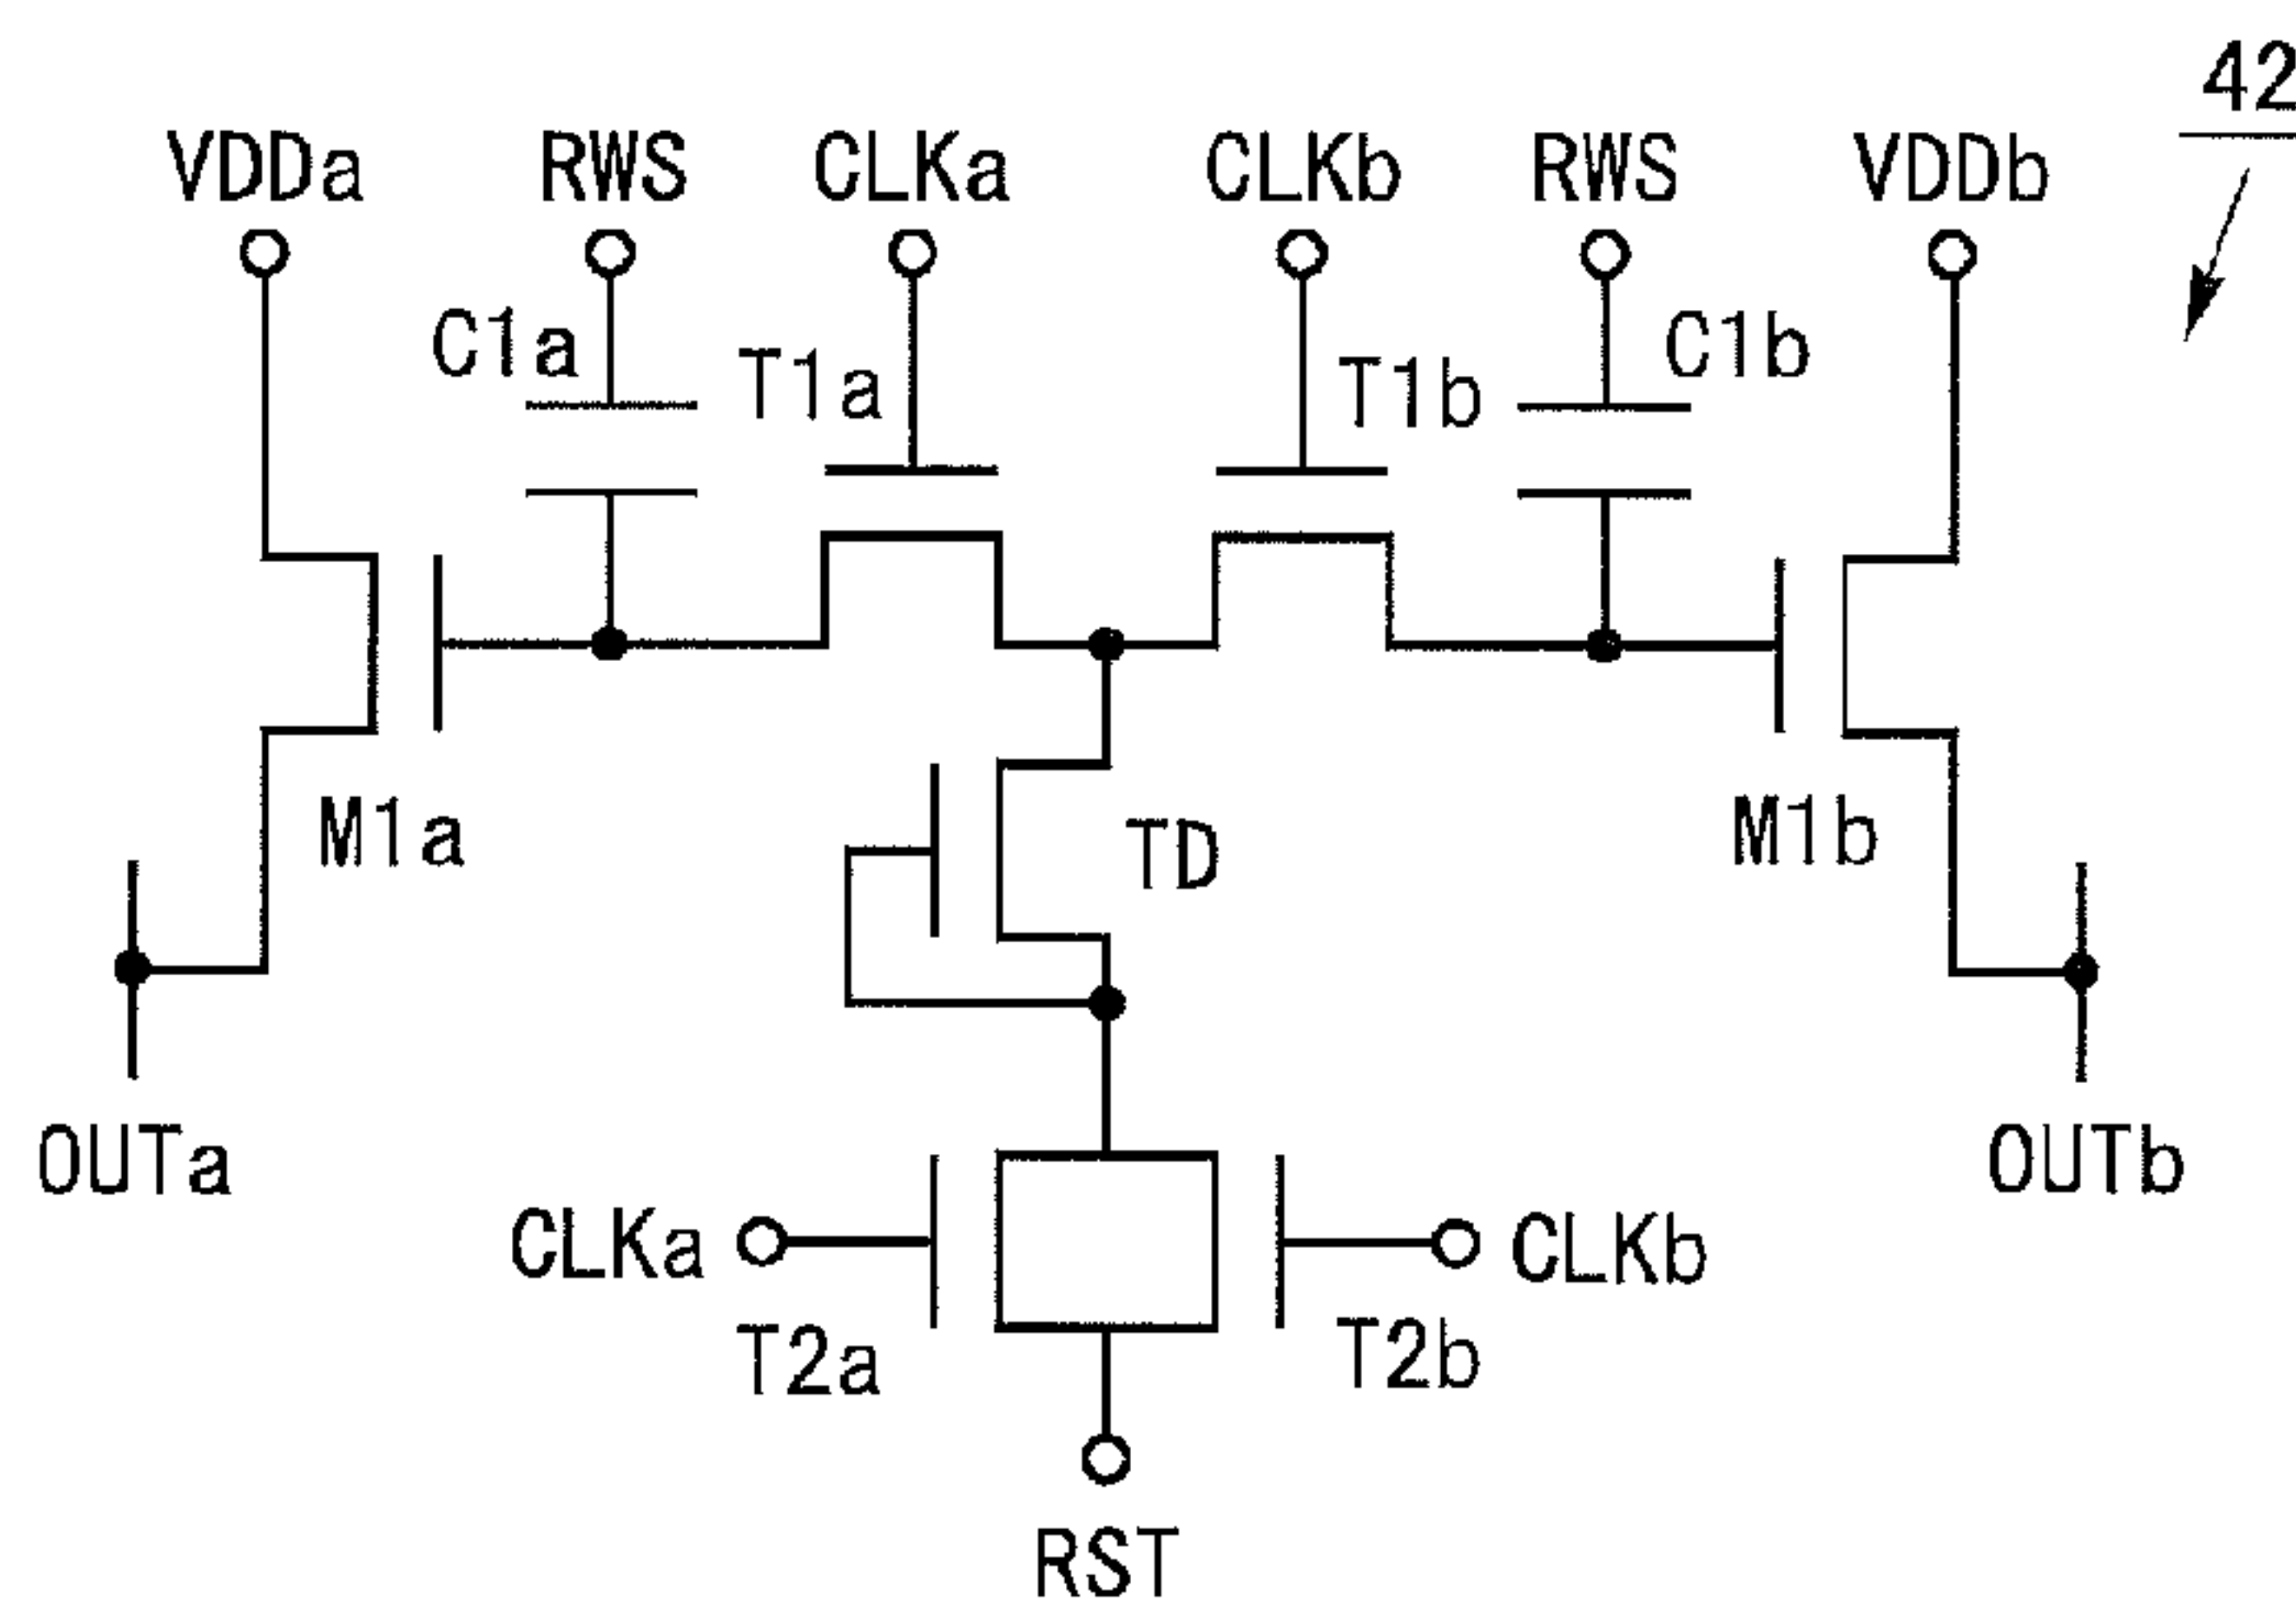 42
VDDa RWS CLKa CLKb RWS VDDb
C1a T1a T1b C1b
M1a TD M1b
OUTa OUTb
CLKa CLKb
T2a T2b
RST